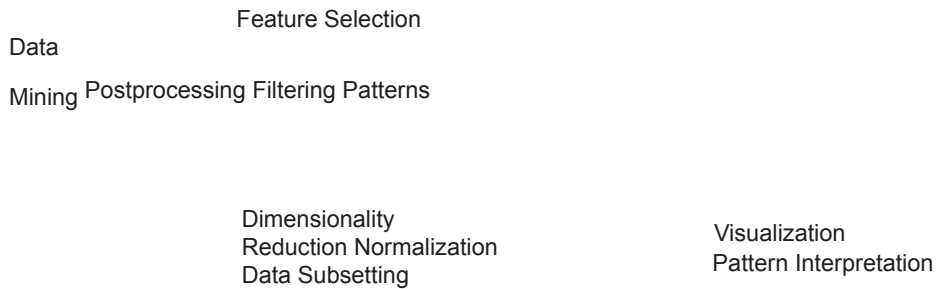 Feature Selection
Data
Mining Postprocessing Filtering Patterns
Dimensionality
Reduction Normalization
Data Subsetting
Visualization
Pattern Interpretation